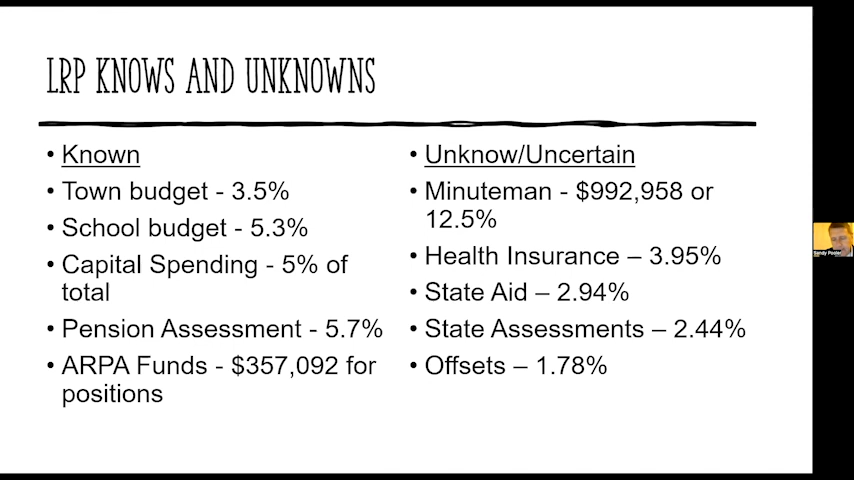 LRP KNOWS AND UNKNOWNS
• Known
• Town budget - 3.5%
• School budget - 5.3%
• Capital Spending - 5% of
total
• Pension Assessment - 5.7%
• ARPA Funds - $357,092 for
positions
• Unknow/Uncertain
• Minuteman - $992,958 or
12.5%
• Health Insurance – 3.95%
• State Aid – 2.94%
• State Assessments – 2.44%
• Offsets – 1.78%
Sandy Pooler